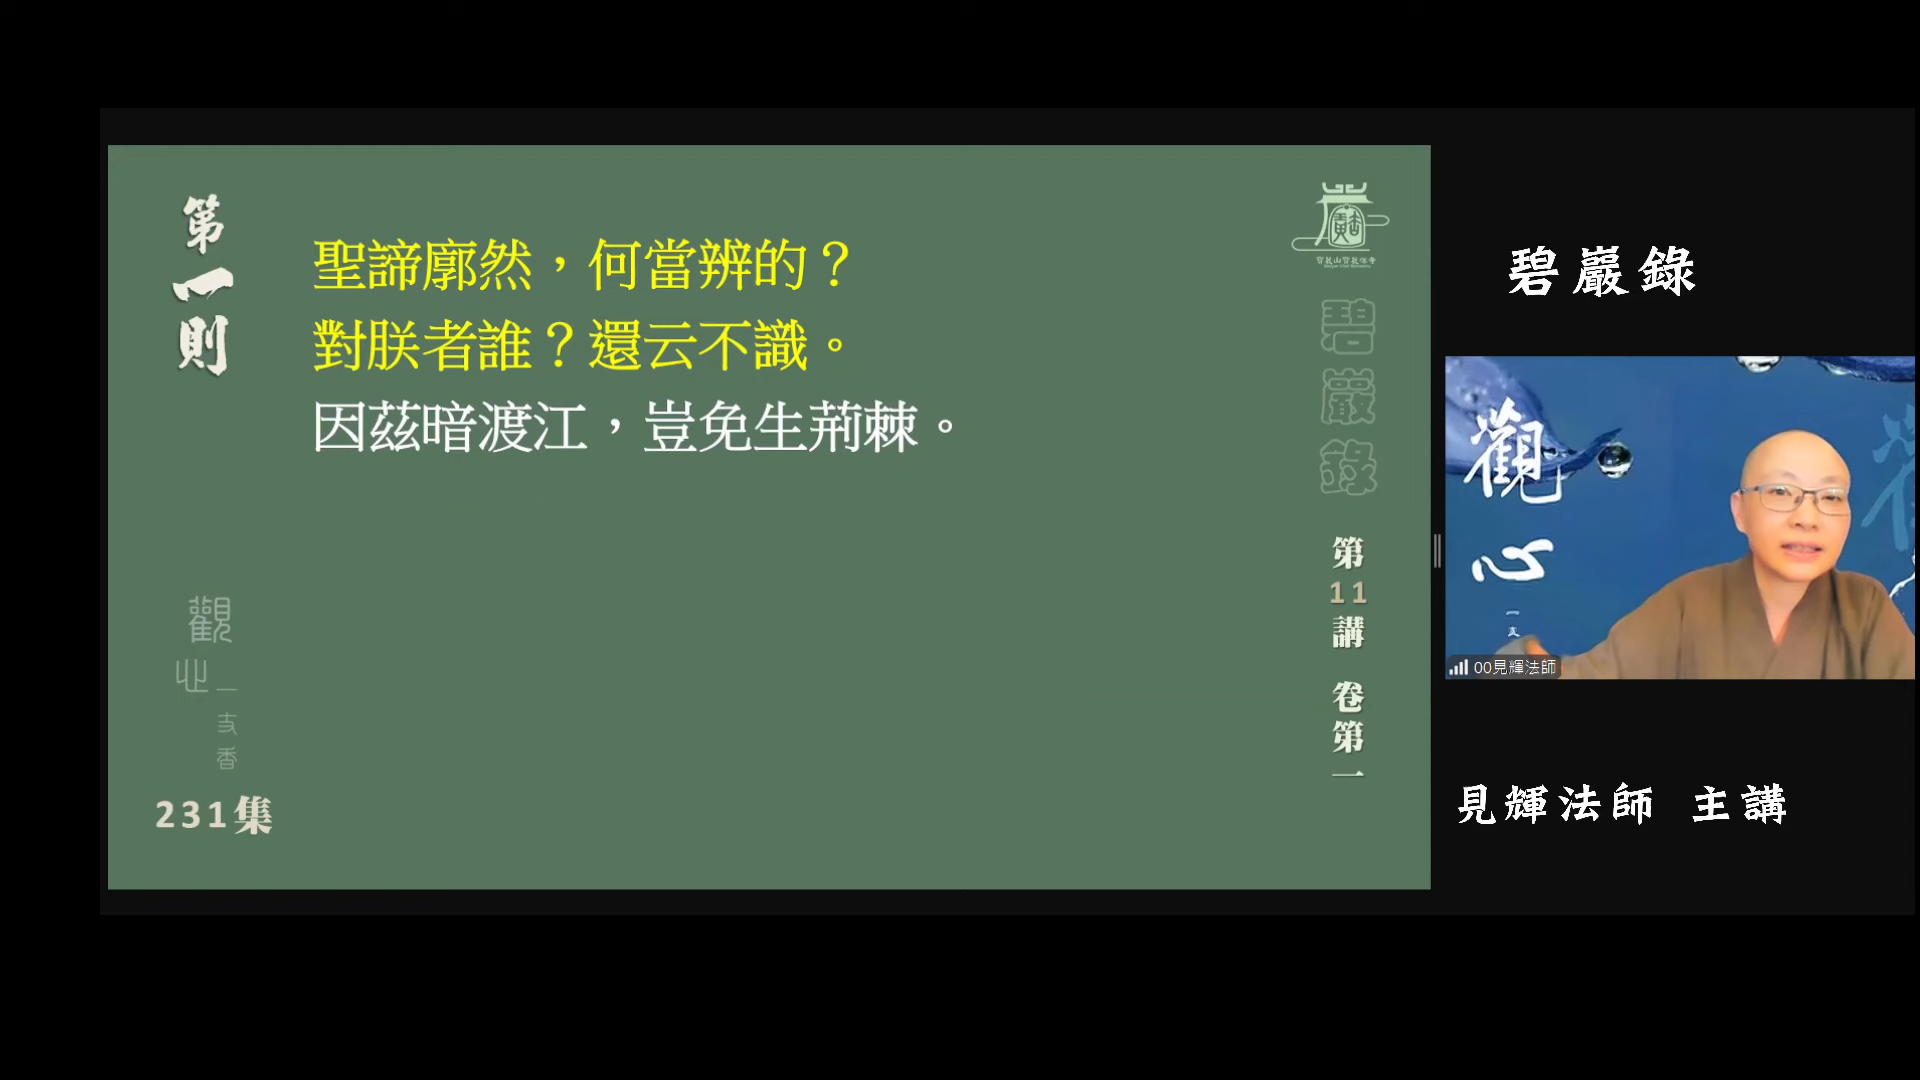 第一則
聖諦廓然，何當辨的？
對朕者誰？還云不識。
因茲暗渡江，豈免生荊棘。
觀心
一支香
231集
碧巖錄
第11講 卷第一
碧巖錄
觀心
00見輝法師
見輝法師 主講